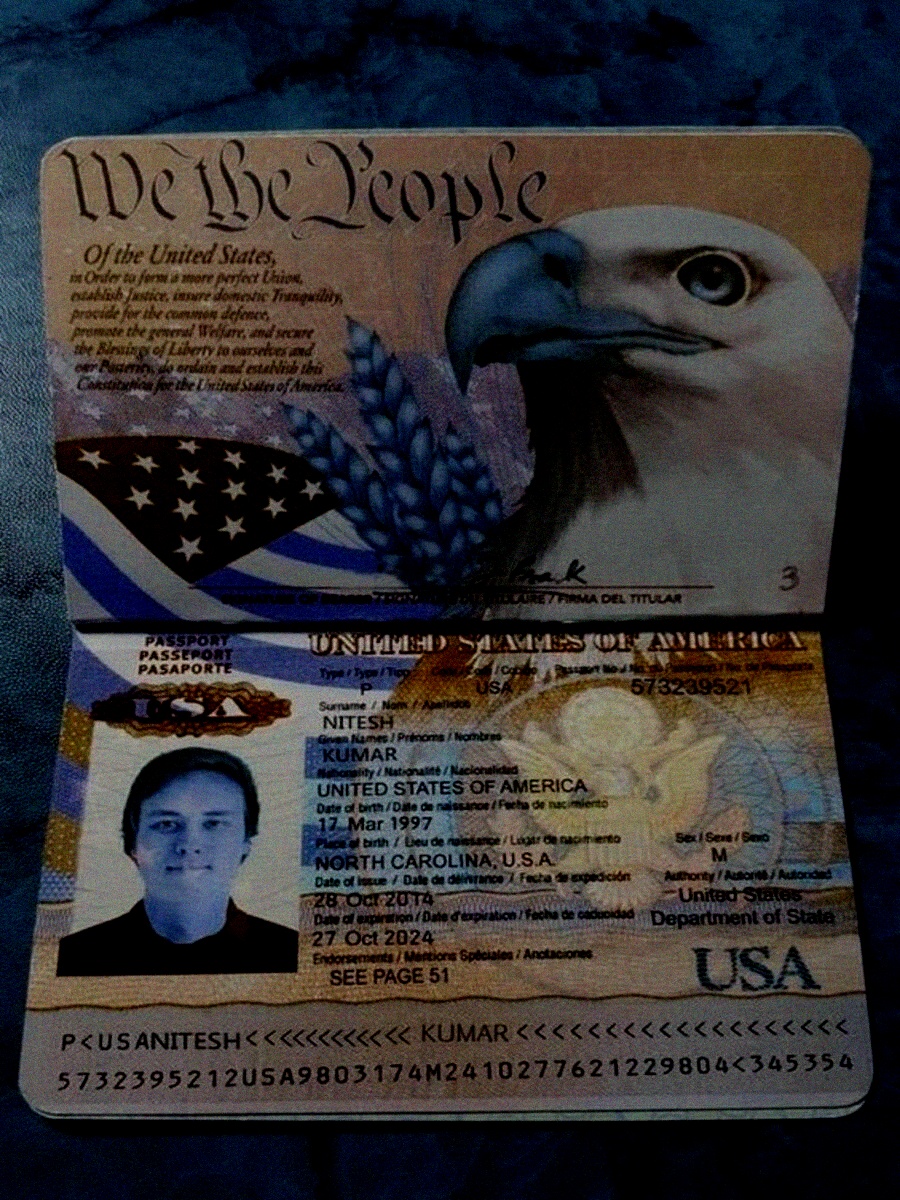 We the People
Of the United States,
in Order to form a more perfect Union,
establish Justice, insure domestic Tranquility,
provide for the common defence,
promote the general Welfare, and secure
the Blessings of Liberty to ourselves and
our Posterity, do ordain and establish this
Constitution for the United States of America.
3
/ FIRMA DEL TITULAR
PASSPORT
PASSEPORT
PASAPORTE
USA
UNITED STATES OF AMERICA
Type / Type / Tipo
P USA 573239521
Surname / Nom / Apellidos
NITESH
Given Names / Prénoms / Nombres
KUMAR
Nationality / Nationalité / Nacionalidad
UNITED STATES OF AMERICA
Date of birth / Date de naissance / Fecha de nacimiento
17 Mar 1997
Place of birth / Lieu de naissance / Lugar de nacimiento Sex / Sexe / Sexo
NORTH CAROLINA, U.S.A. M
Date of issue / Date de délivrance / Fecha de expedición Authority / Autorité / Autoridad
28 Oct 2014 United States
Date of expiration / Date d'expiration / Fecha de caducidad Department of State
27 Oct 2024
Endorsements / Mentions Spéciales / Anotaciones
SEE PAGE 51 USA
P<USANITESH<<<<<<<<<<< KUMAR <<<<<<<<<<<<<<<<<<<<
5732395212USA9803174M2410277621229804<345354